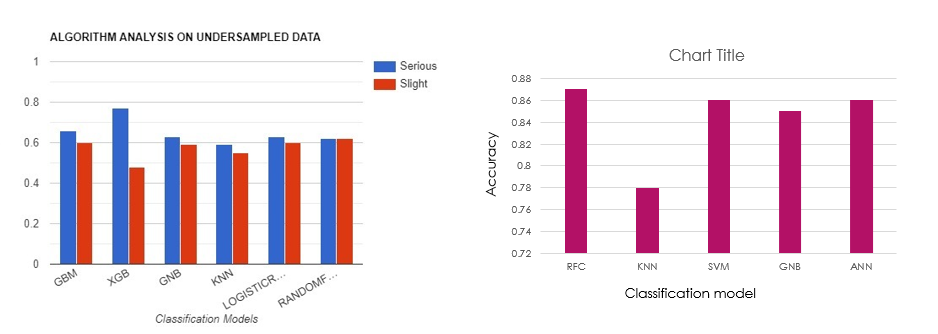 ALGORITHM ANALYSIS ON UNDERSAMPLED DATA
1
0.8
0.6
0.4
0.2
0
GBM
XGB
GNB
KNN
LOGISTICR...
RANDOMF...
Classification Models
Serious
Slight
Chart Title
Accuracy
0.88
0.86
0.84
0.82
0.8
0.78
0.76
0.74
0.72
RFC
KNN
SVM
GNB
ANN
Classification model